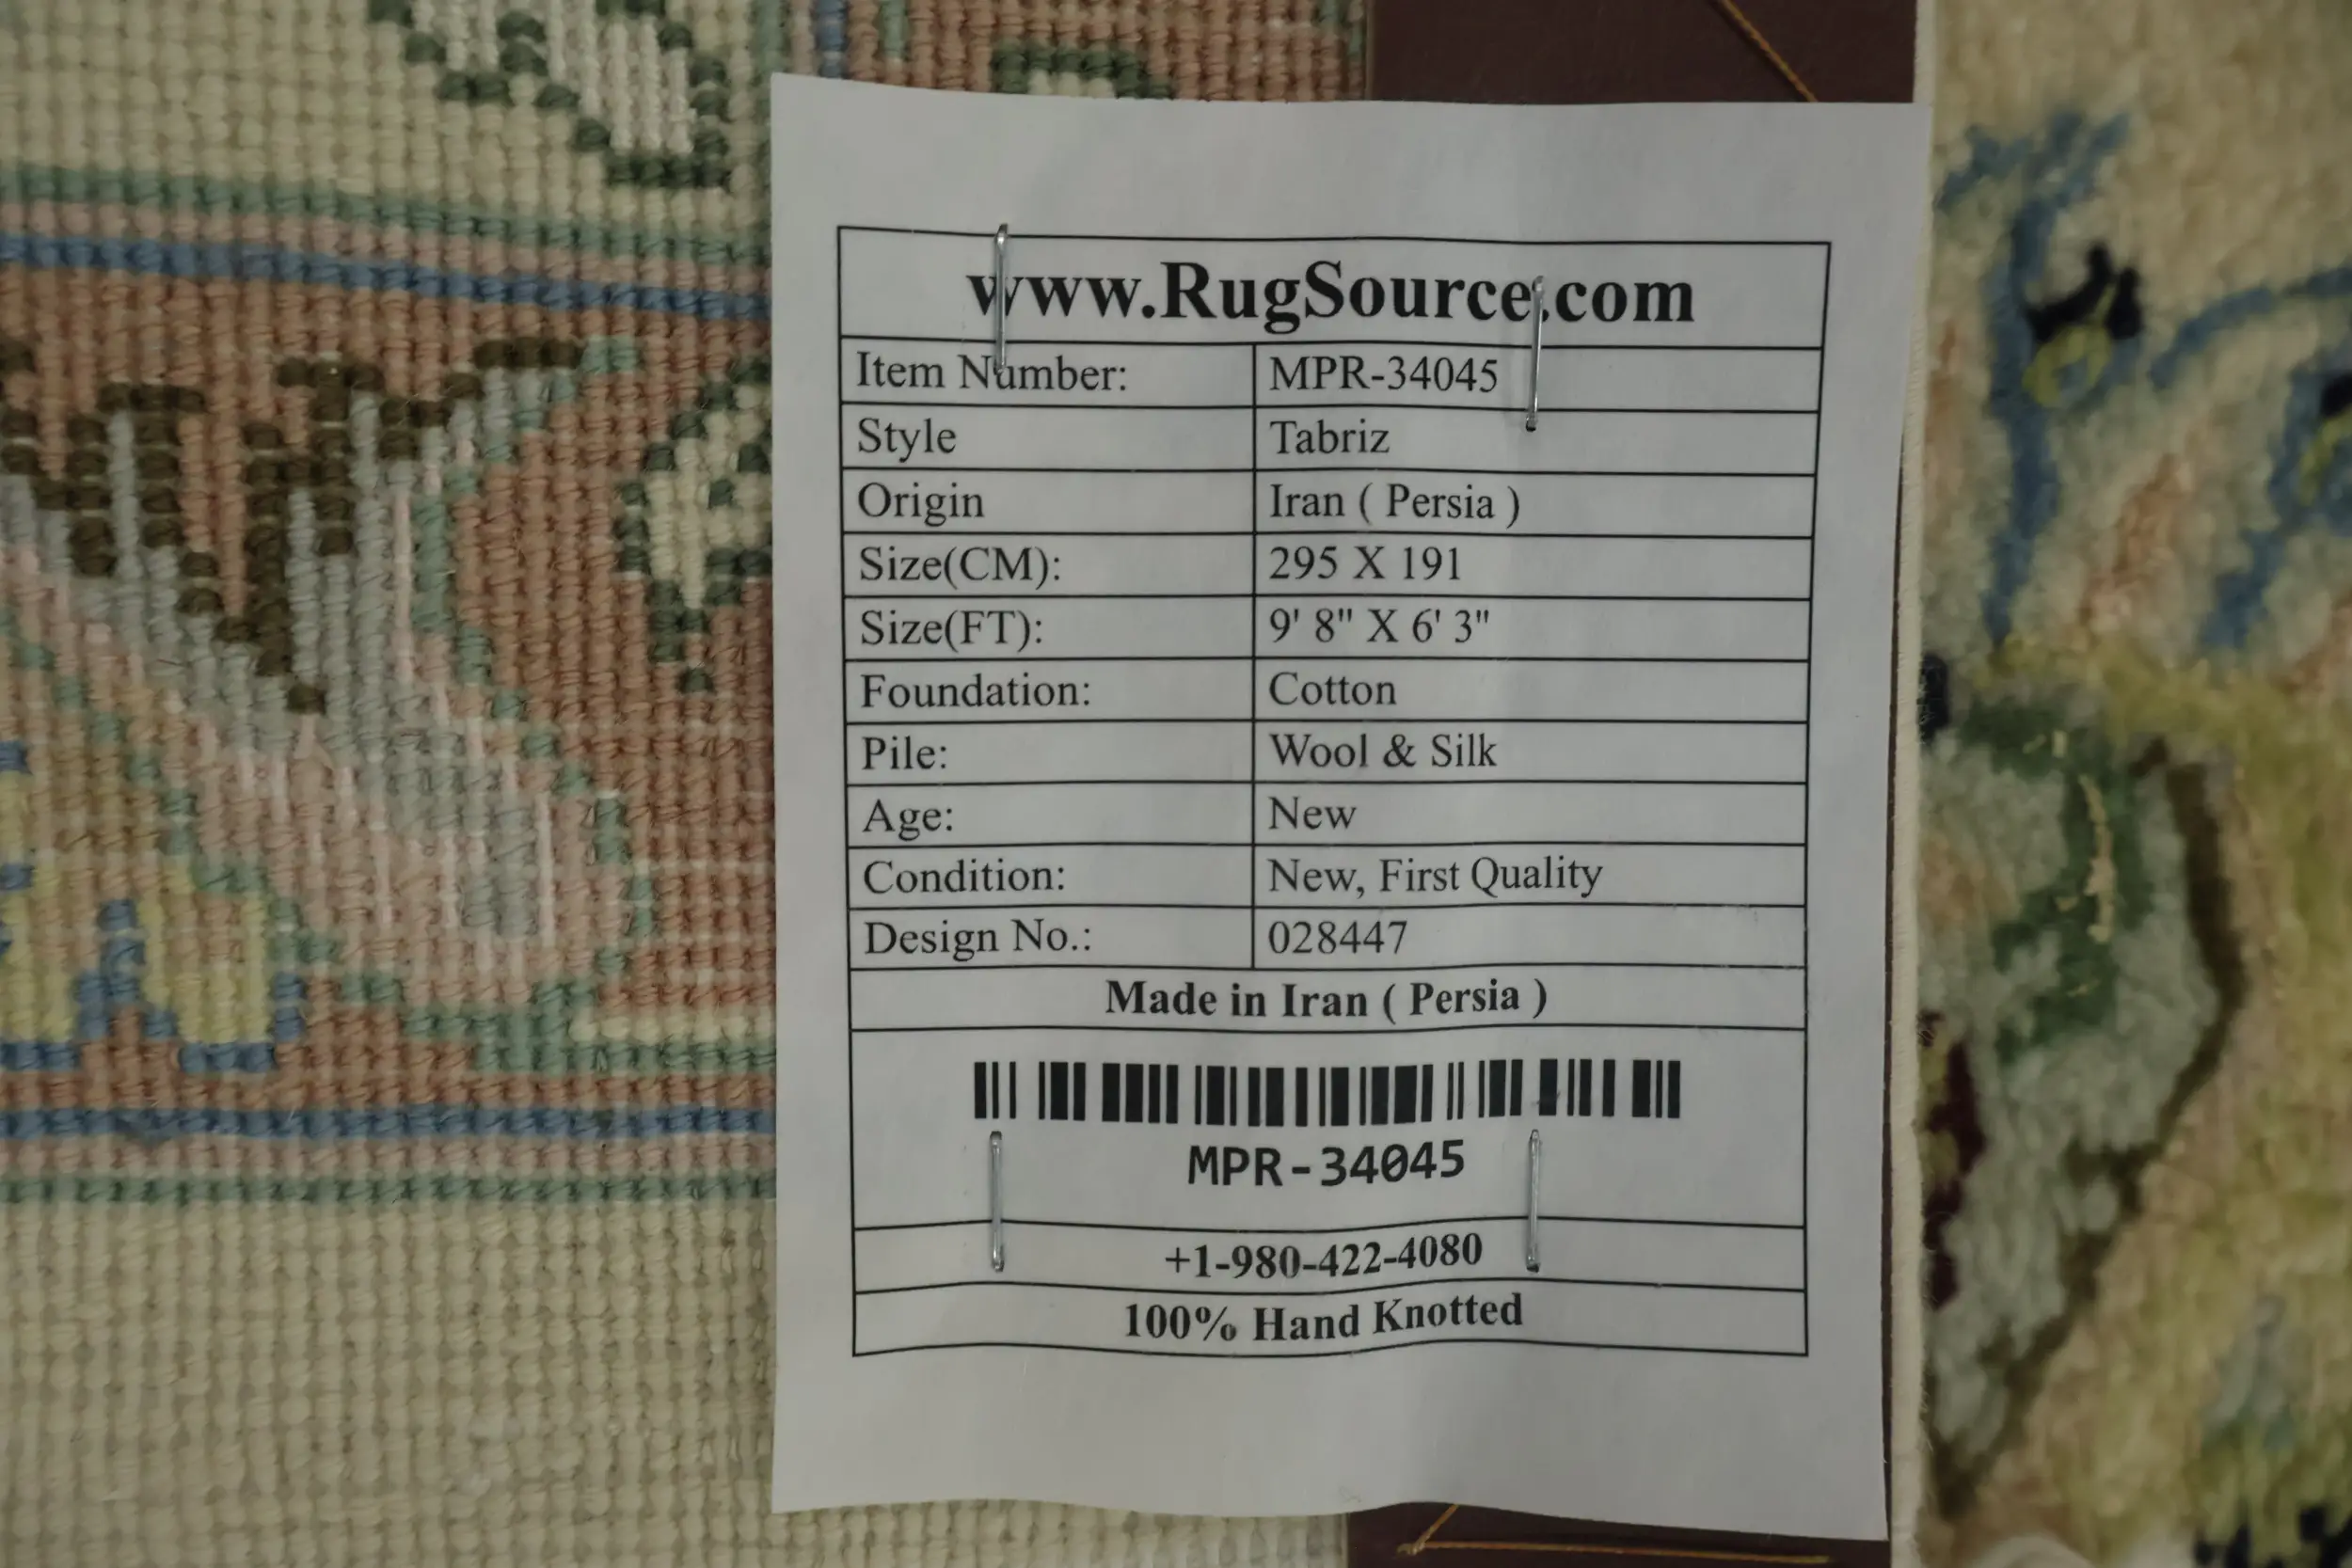 www.RugSource.com
Item Number: MPR-34045
Style Tabriz
Origin Iran ( Persia )
Size(CM): 295 X 191
Size(FT): 9' 8" X 6' 3"
Foundation: Cotton
Pile: Wool & Silk
Age: New
Condition: New, First Quality
Design No.: 028447
Made in Iran ( Persia )
MPR-34045
+1-980-422-4080
100% Hand Knotted